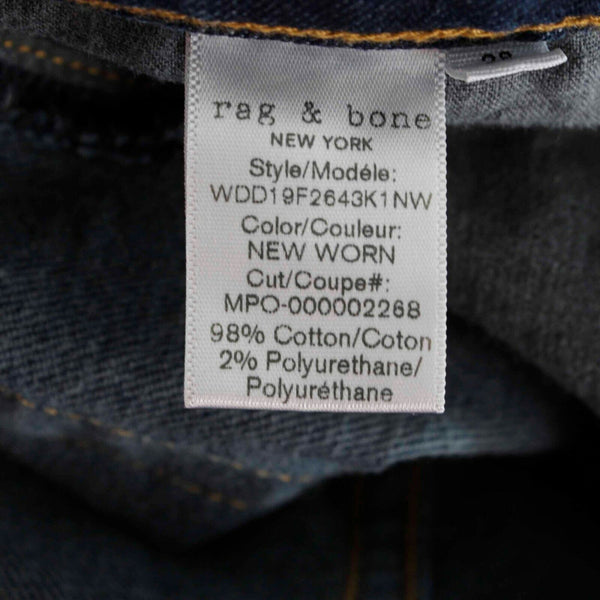 rag & bone
NEW YORK
Style/Modéle:
WDD19F2643K1NW
Color/Couleur:
NEW WORN
Cut/Coupe#:
MPO-000002268
98% Cotton/Coton
2% Polyurethane/
Polyuréthane